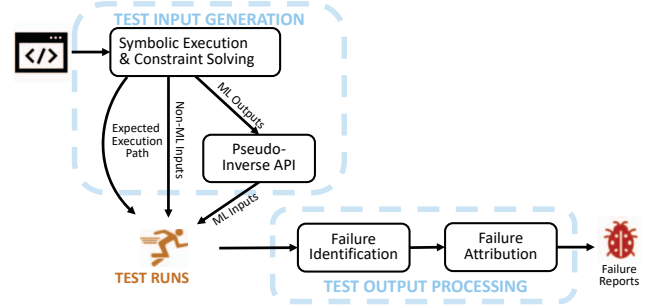 TEST INPUT GENERATION
</>
Symbolic Execution
& Constraint Solving
Expected
Execution
Path
Non-ML Inputs
ML Outputs
Pseudo-
Inverse API
ML Inputs
TEST RUNS
Failure
Identification
Failure
Attribution
TEST OUTPUT PROCESSING
Failure
Reports